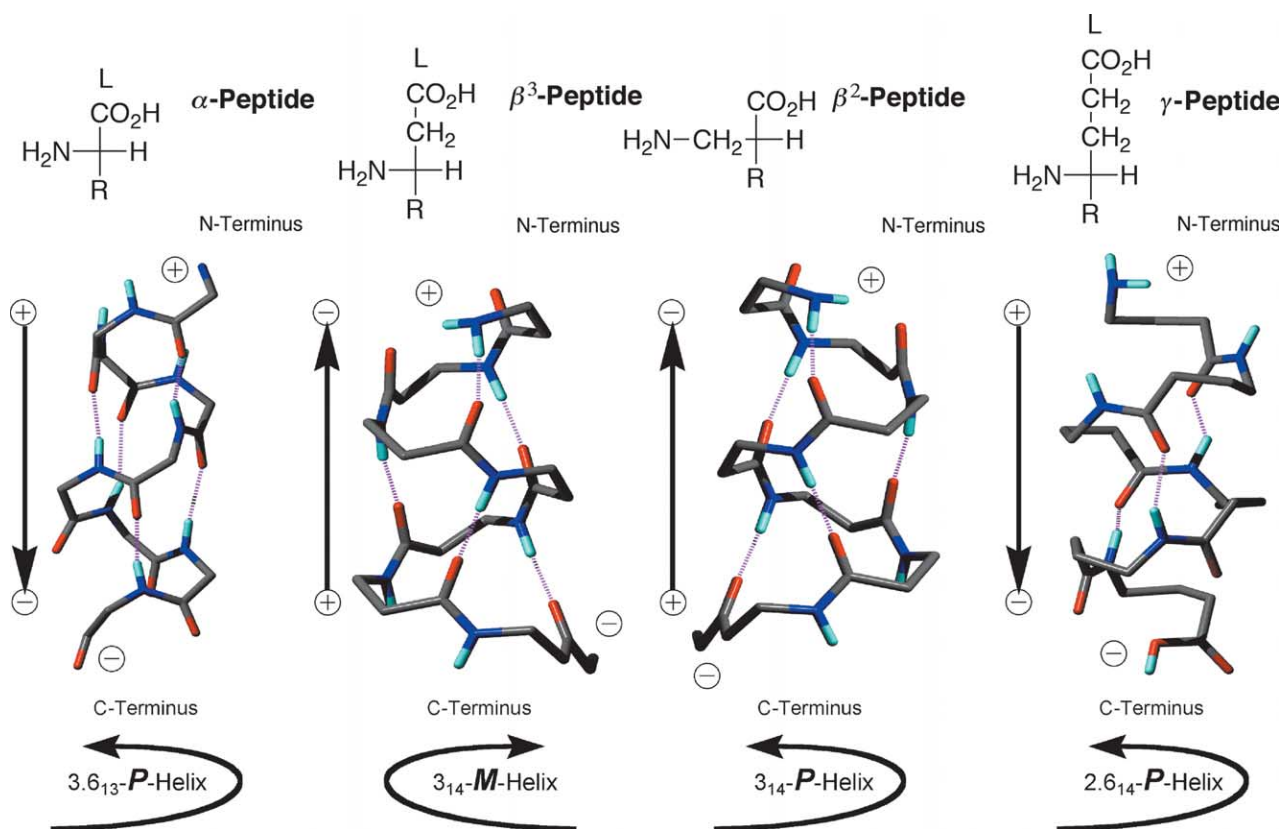 L
CO₂H
H₂N H
R
α-Peptide
L
CO₂H
CH₂
H₂N H
R
β³-Peptide
CO₂H
H₂N–CH₂ H
R
β²-Peptide
L
CO₂H
CH₂
CH₂
H₂N H
R
γ-Peptide
N-Terminus N-Terminus N-Terminus N-Terminus
+ + + +
+ − − +
− + + −
− − − −
C-Terminus C-Terminus C-Terminus C-Terminus
3.6₁₃-P-Helix 3₁₄-M-Helix 3₁₄-P-Helix 2.6₁₄-P-Helix